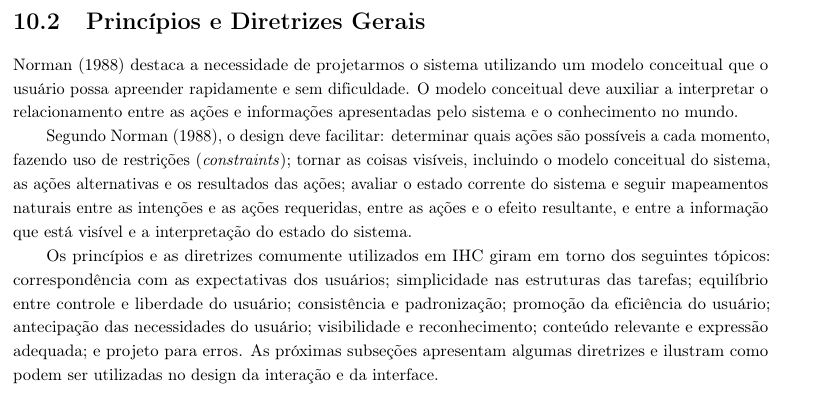 10.2 Princípios e Diretrizes Gerais
Norman (1988) destaca a necessidade de projetarmos o sistema utilizando um modelo conceitual que o
usuário possa apreender rapidamente e sem dificuldade. O modelo conceitual deve auxiliar a interpretar o
relacionamento entre as ações e informações apresentadas pelo sistema e o conhecimento no mundo.
Segundo Norman (1988), o design deve facilitar: determinar quais ações são possíveis a cada momento,
fazendo uso de restrições (constraints); tornar as coisas visíveis, incluindo o modelo conceitual do sistema,
as ações alternativas e os resultados das ações; avaliar o estado corrente do sistema e seguir mapeamentos
naturais entre as intenções e as ações requeridas, entre as ações e o efeito resultante, e entre a informação
que está visível e a interpretação do estado do sistema.
Os princípios e as diretrizes comumente utilizados em IHC giram em torno dos seguintes tópicos:
correspondência com as expectativas dos usuários; simplicidade nas estruturas das tarefas; equilíbrio
entre controle e liberdade do usuário; consistência e padronização; promoção da eficiência do usuário;
antecipação das necessidades do usuário; visibilidade e reconhecimento; conteúdo relevante e expressão
adequada; e projeto para erros. As próximas subseções apresentam algumas diretrizes e ilustram como
podem ser utilizadas no design da interação e da interface.